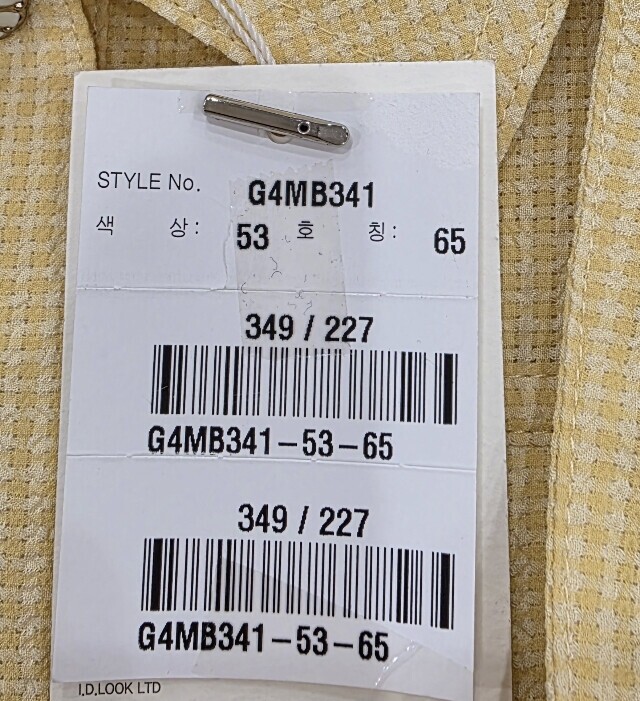 STYLE No. G4MB341
색 상 : 53 호 칭 : 65
349 / 227
G4MB341-53-65
349 / 227
G4MB341-53-65
I.D.LOOK LTD